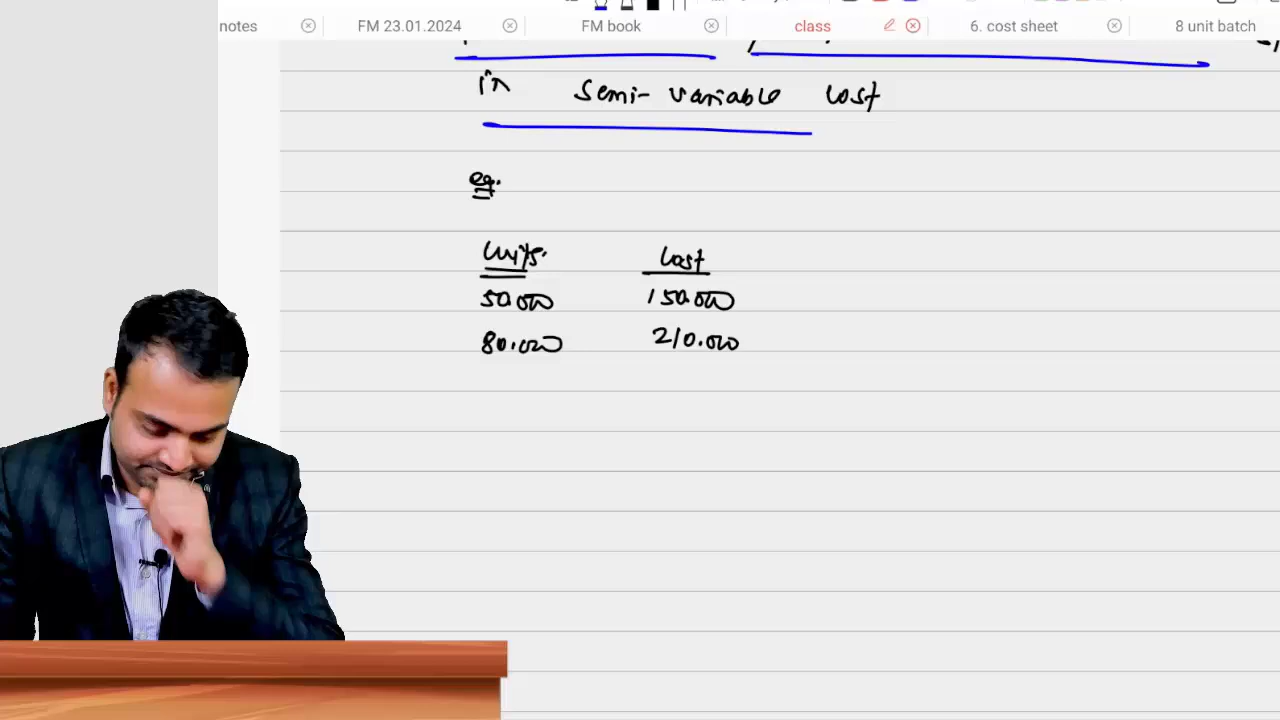 notes FM 23.01.2024 FM book class 6. cost sheet 8 unit batch
in semi-variable cost
eg.
Units. Cost
50.000 150.000
80.000 210.000